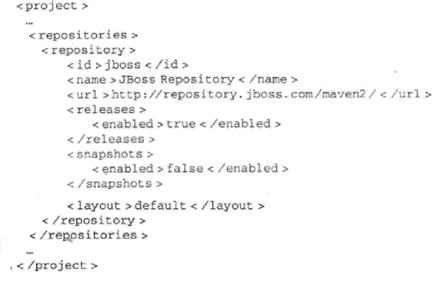 <project>
…
<repositories>
<repository>
<id>jboss</id>
<name>JBoss Repository</name>
<url>http://repository.jboss.com/maven2/</url>
<releases>
<enabled>true</enabled>
</releases>
<snapshots>
<enabled>false</enabled>
</snapshots>
<layout>default</layout>
</repository>
</repositories>
…
</project>